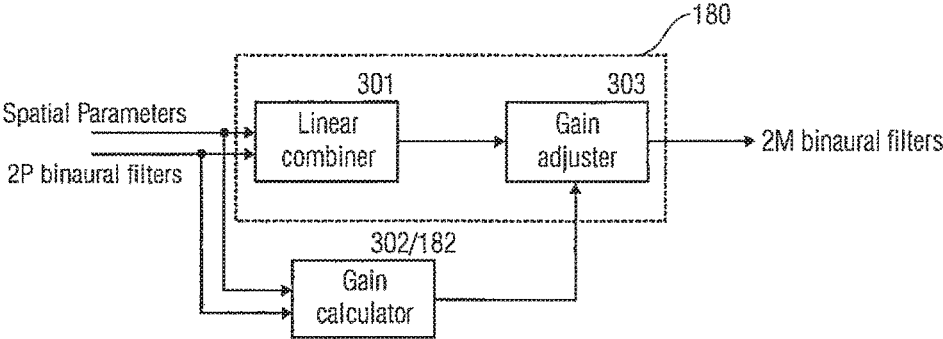 180
301
303
Spatial Parameters
Linear
combiner
Gain
adjuster
2M binaural filters
2P binaural filters
302/182
Gain
calculator